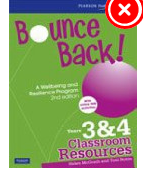 PEARSON
Bounce
Back!
A Wellbeing and
Resilience Program
2nd edition
Years 3&4
Classroom
Resources
Helen McGrath and Toni Noble